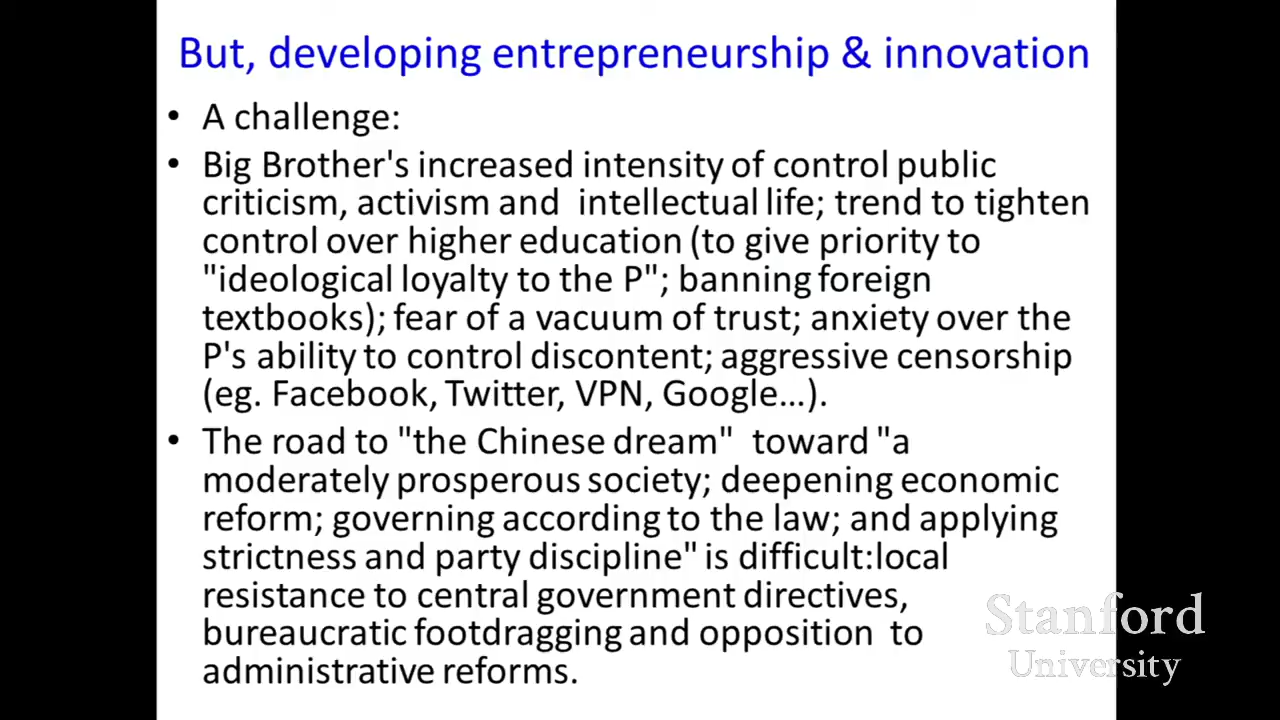 But, developing entrepreneurship & innovation
• A challenge:
• Big Brother's increased intensity of control public
criticism, activism and  intellectual life; trend to tighten
control over higher education (to give priority to
"ideological loyalty to the P"; banning foreign
textbooks); fear of a vacuum of trust; anxiety over the
P's ability to control discontent; aggressive censorship
(eg. Facebook, Twitter, VPN, Google...).
• The road to "the Chinese dream"  toward "a
moderately prosperous society; deepening economic
reform; governing according to the law; and applying
strictness and party discipline" is difficult:local
resistance to central government directives,
bureaucratic footdragging and opposition  to
administrative reforms.
Stanford
University